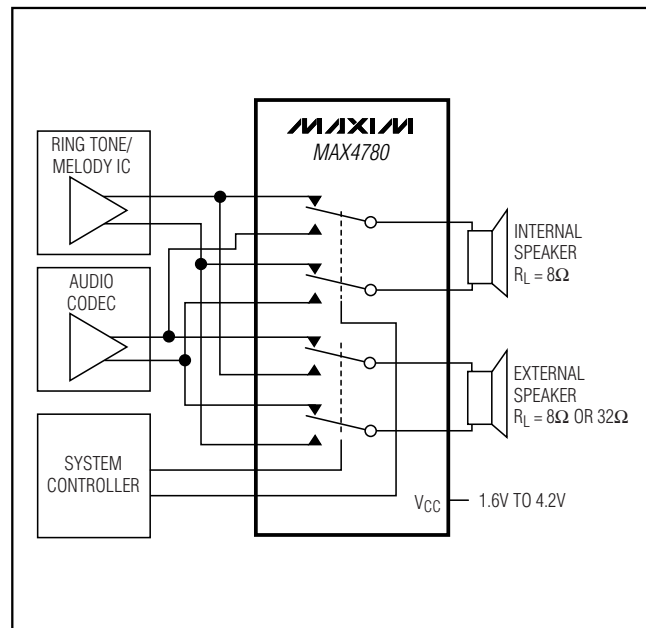 MAXIM
MAX4780
RING TONE/
MELODY IC
AUDIO
CODEC
SYSTEM
CONTROLLER
INTERNAL
SPEAKER
RL = 8Ω
EXTERNAL
SPEAKER
RL = 8Ω OR 32Ω
VCC
1.6V TO 4.2V